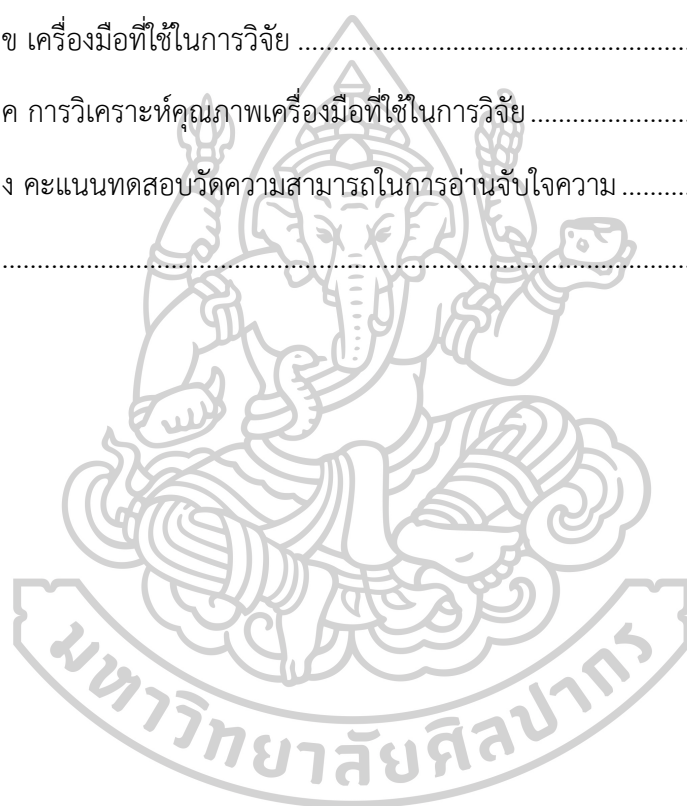 ข เครื่องมือที่ใช้ในการวิจัย ........................................................
ค การวิเคราะห์คุณภาพเครื่องมือที่ใช้ในการวิจัย .......................
ง คะแนนทดสอบวัดความสามารถในการอ่านจับใจความ ..........
....................................................................................................
มหาวิทยาลัยศิลปากร